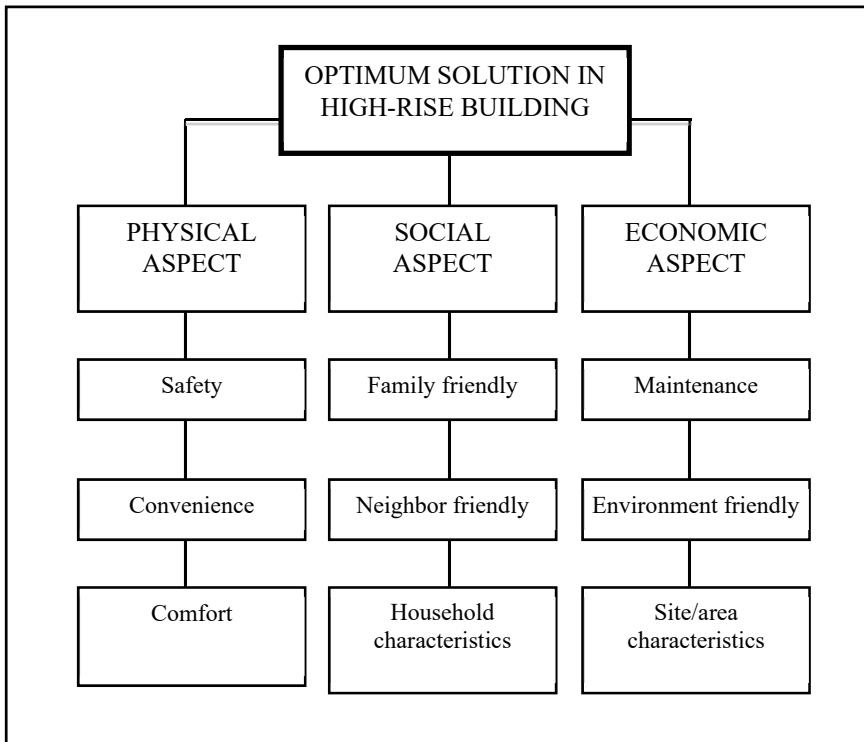 OPTIMUM SOLUTION IN
HIGH-RISE BUILDING
PHYSICAL
ASPECT
SOCIAL
ASPECT
ECONOMIC
ASPECT
Safety
Family friendly
Maintenance
Convenience
Neighbor friendly
Environment friendly
Comfort
Household
characteristics
Site/area
characteristics